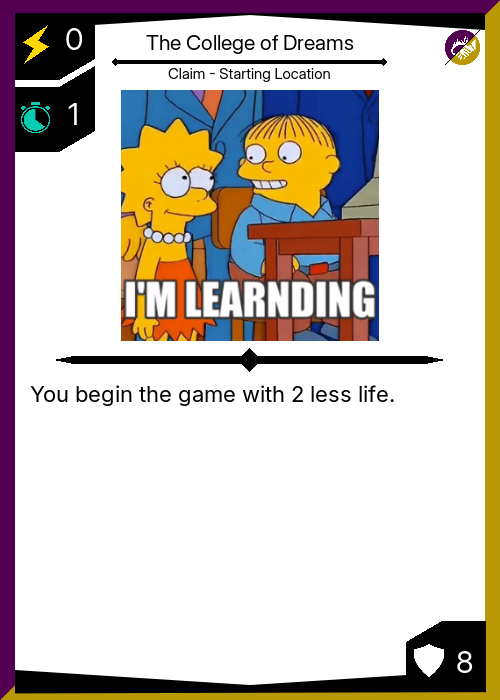 0
The College of Dreams
Claim - Starting Location
1
I'M LEARNDING
You begin the game with 2 less life.
8